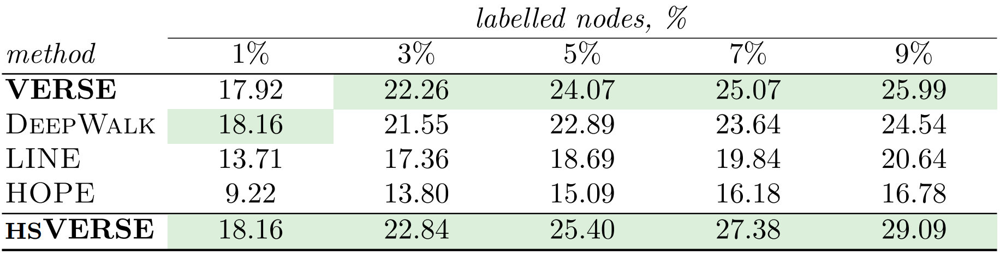 labelled nodes, %
method 1% 3% 5% 7% 9%
VERSE 17.92 22.26 24.07 25.07 25.99
DEEPWALK 18.16 21.55 22.89 23.64 24.54
LINE 13.71 17.36 18.69 19.84 20.64
HOPE 9.22 13.80 15.09 16.18 16.78
HSVERSE 18.16 22.84 25.40 27.38 29.09